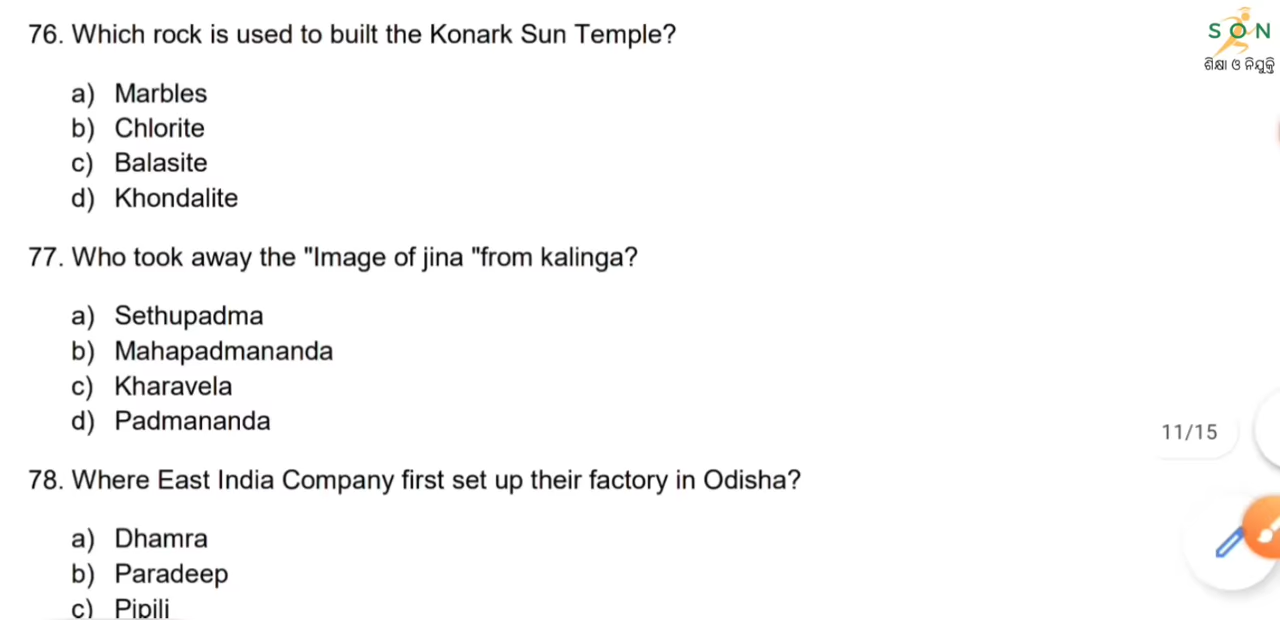 76. Which rock is used to built the Konark Sun Temple?
S O N
ଶିକ୍ଷା ଓ ନିଯୁକ୍ତି
a) Marbles
b) Chlorite
c) Balasite
d) Khondalite
77. Who took away the "Image of jina "from kalinga?
a) Sethupadma
b) Mahapadmananda
c) Kharavela
d) Padmananda
11/15
78. Where East India Company first set up their factory in Odisha?
a) Dhamra
b) Paradeep
c) Pipili